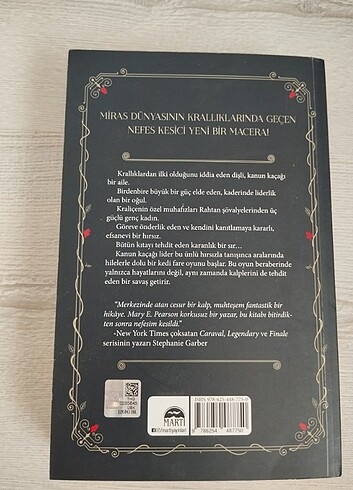 MİRAS DÜNYASININ KRALLIKLARINDA GEÇEN
NEFES KESİCİ YENİ BİR MACERA!
Krallıklardan ilki olduğunu iddia eden dişli, kanun kaçağı
bir aile.
Birdenbire büyük bir güç elde eden, kaderinde liderlik
olan bir oğul.
Kraliçenin özel muhafızları Rahtan şövalyelerinden üç
güçlü genç kadın.
Göreve önderlik eden ve kendini kanıtlamaya kararlı,
efsanevi bir hırsız.
Bütün kıtayı tehdit eden karanlık bir sır...
Kanun kaçağı lider bu ünlü hırsızla tanışınca aralarında
hilelerle dolu bir kedi fare oyunu başlar. Bu oyun beraberinde
yalnızca hayatlarını değil, aynı zamanda kalplerini de tehdit
eden bir savaş getirir.
"Merkezinde atan cesur bir kalp, muhteşem fantastik bir
hikâye. Mary E. Pearson korkusuz bir yazar, bu kitabı bitirdik-
ten sonra nefesim kesildi."
-New York Times çoksatan Caraval, Legendary ve Finale
serisinin yazarı Stephanie Garber
MARTI
/martiyayinlari